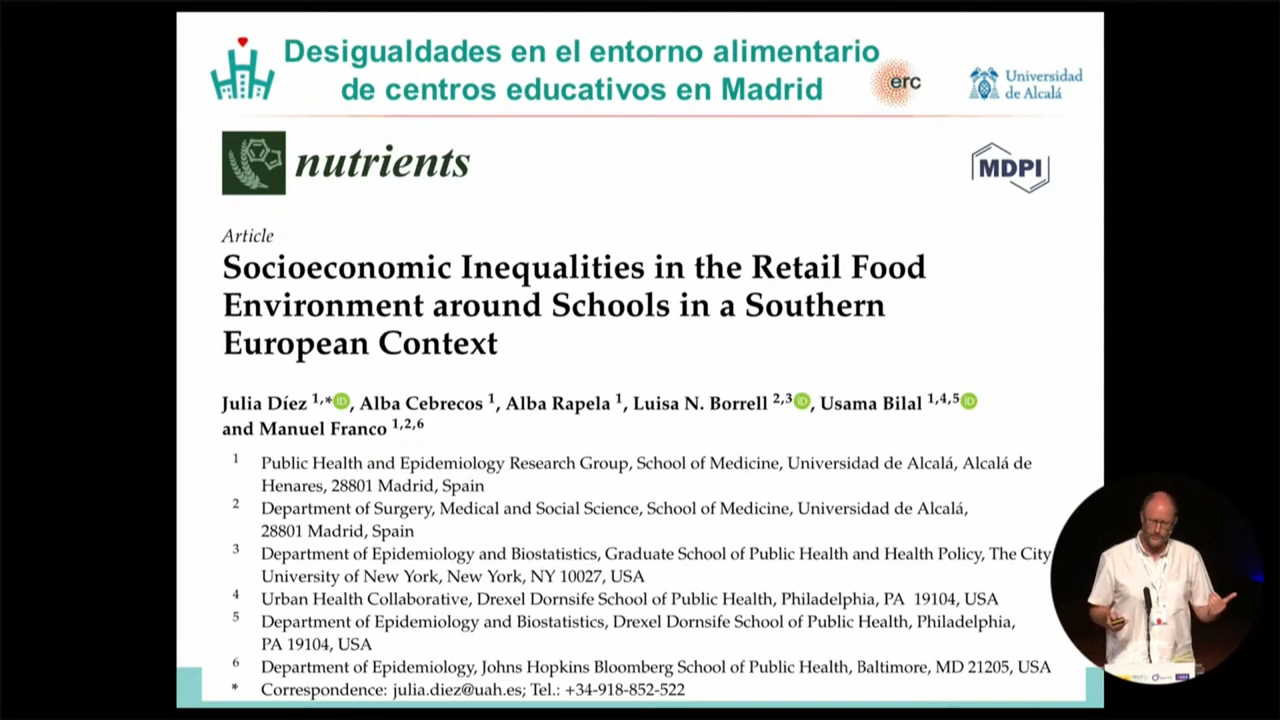 Desigualdades en el entorno alimentario
de centros educativos en Madrid
erc
Universidad
de Alcalá
nutrients
MDPI
Article
Socioeconomic Inequalities in the Retail Food
Environment around Schools in a Southern
European Context
Julia Díez 1,* iD, Alba Cebrecos 1, Alba Rapela 1, Luisa N. Borrell 2,3 iD, Usama Bilal 1,4,5 iD
and Manuel Franco 1,2,6
1 Public Health and Epidemiology Research Group, School of Medicine, Universidad de Alcalá, Alcalá de
Henares, 28801 Madrid, Spain
2 Department of Surgery, Medical and Social Science, School of Medicine, Universidad de Alcalá,
28801 Madrid, Spain
3 Department of Epidemiology and Biostatistics, Graduate School of Public Health and Health Policy, The City
University of New York, New York, NY 10027, USA
4 Urban Health Collaborative, Drexel Dornsife School of Public Health, Philadelphia, PA 19104, USA
5 Department of Epidemiology and Biostatistics, Drexel Dornsife School of Public Health, Philadelphia,
PA 19104, USA
6 Department of Epidemiology, Johns Hopkins Bloomberg School of Public Health, Baltimore, MD 21205, USA
* Correspondence: julia.diez@uah.es; Tel.: +34-918-852-522